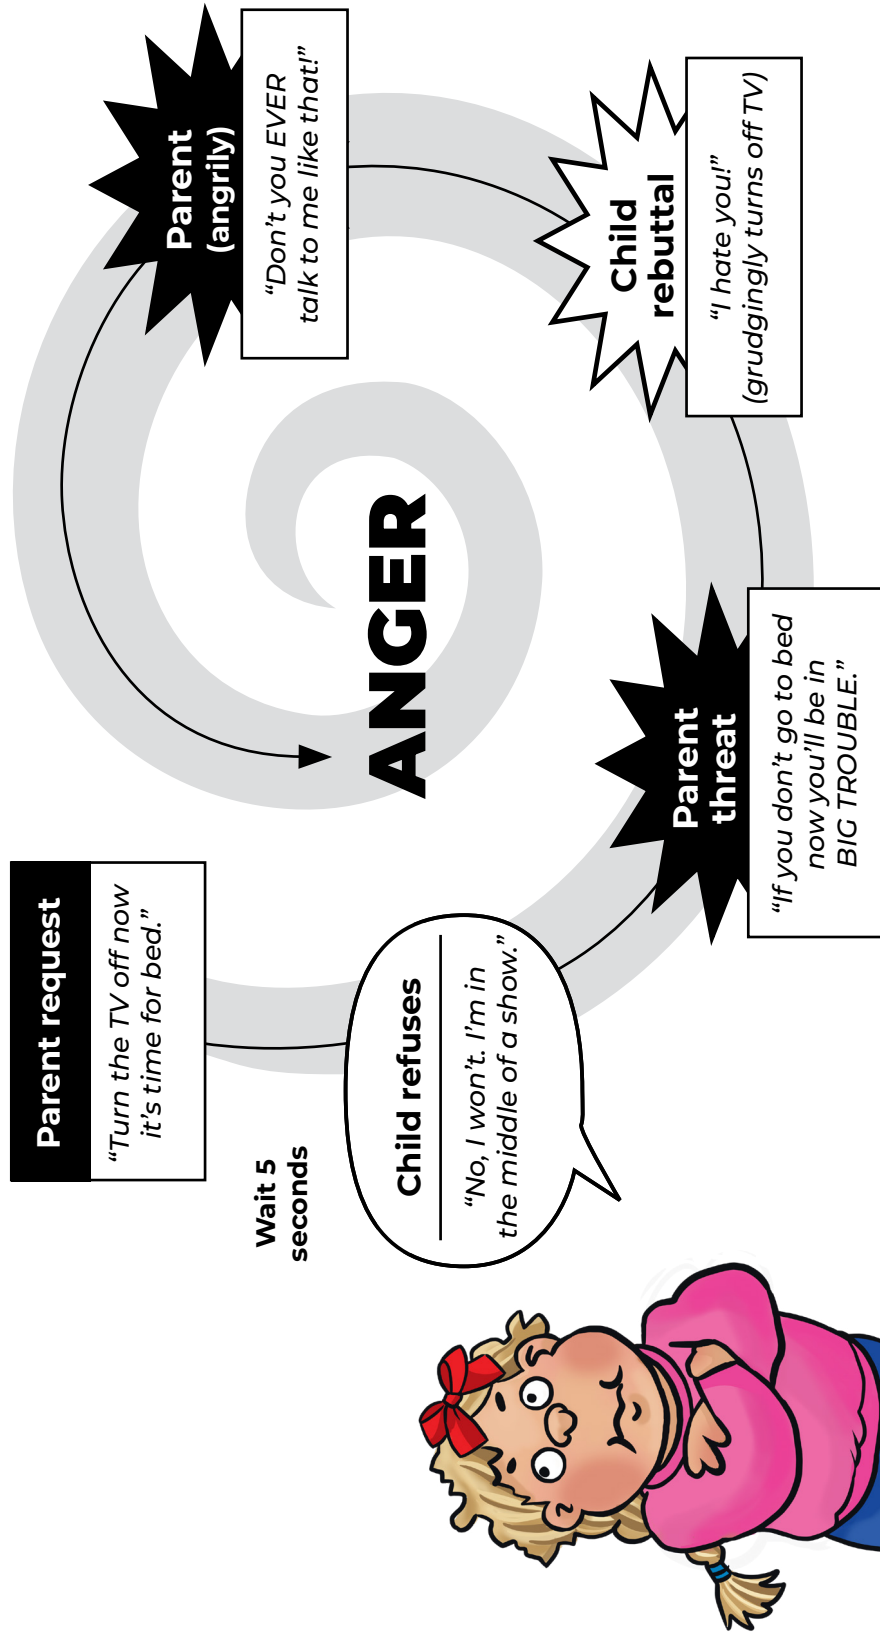 Parent request
“Turn the TV off now
it’s time for bed.”
Wait 5
seconds
Child refuses
“No, I won’t. I’m in
the middle of a show.”
Parent
threat
“If you don’t go to bed
now you’ll be in
BIG TROUBLE.”
Child
rebuttal
“I hate you!”
(grudgingly turns off TV)
Parent
(angrily)
“Don’t you EVER
talk to me like that!”
ANGER